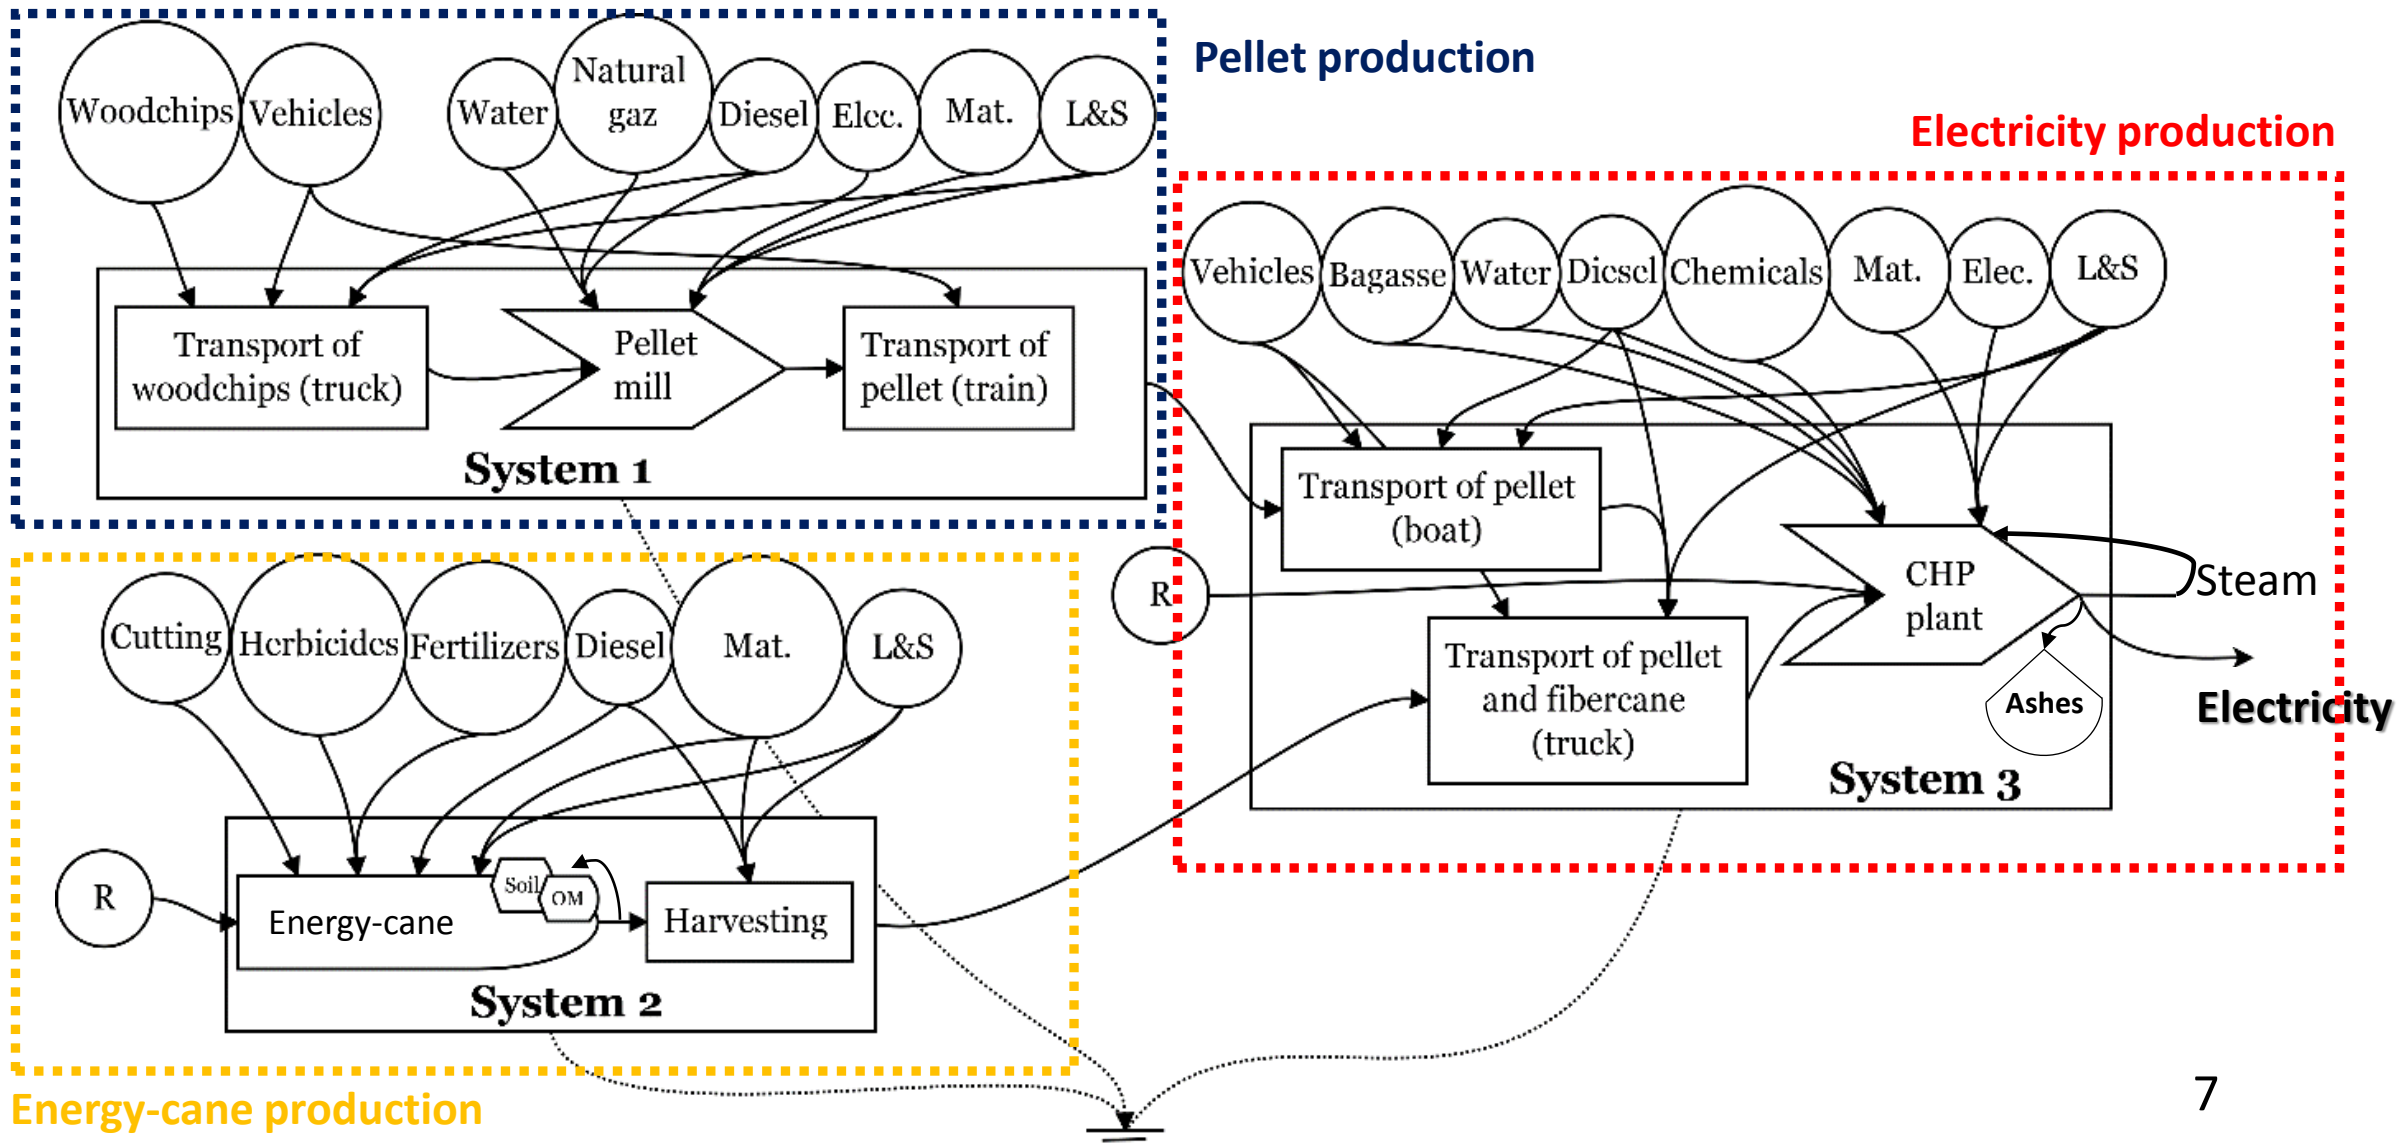 Pellet production
Woodchips
Vehicles
Water
Natural
gaz
Diesel
Elec.
Mat.
L&S
Transport of
woodchips (truck)
Pellet
mill
Transport of
pellet (train)
System 1
Electricity production
Vehicles
Bagasse
Water
Diesel
Chemicals
Mat.
Elec.
L&S
Transport of pellet
(boat)
R
CHP
plant
Steam
Transport of pellet
and fibercane
(truck)
Ashes
Electricity
System 3
Cutting
Herbicides
Fertilizers
Diesel
Mat.
L&S
R
Energy-cane
Soil
OM
Harvesting
System 2
Energy-cane production
7